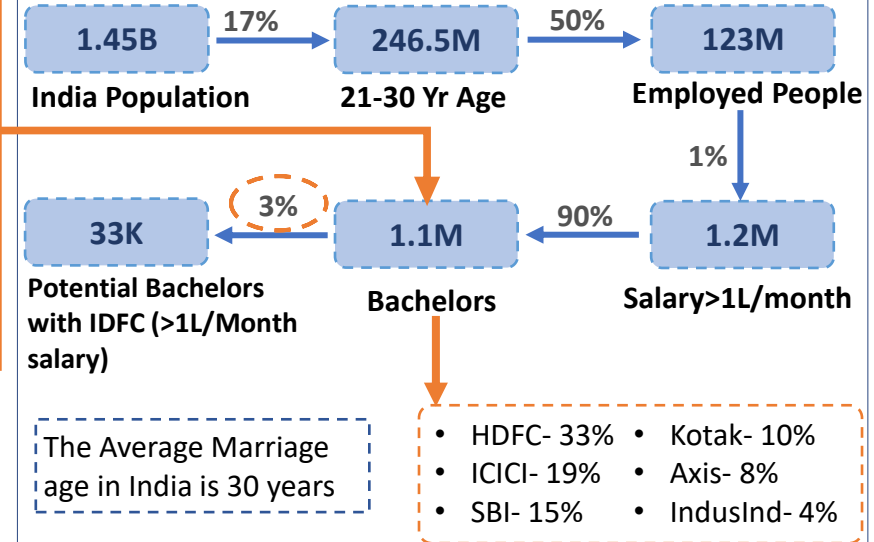 1.45B
17%
246.5M
50%
123M
India Population
21-30 Yr Age
Employed People
1%
33K
3%
1.1M
90%
1.2M
Potential Bachelors
with IDFC (>1L/Month
salary)
Bachelors
Salary>1L/month
The Average Marriage
age in India is 30 years
• HDFC- 33%
• ICICI- 19%
• SBI- 15%
• Kotak- 10%
• Axis- 8%
• IndusInd- 4%